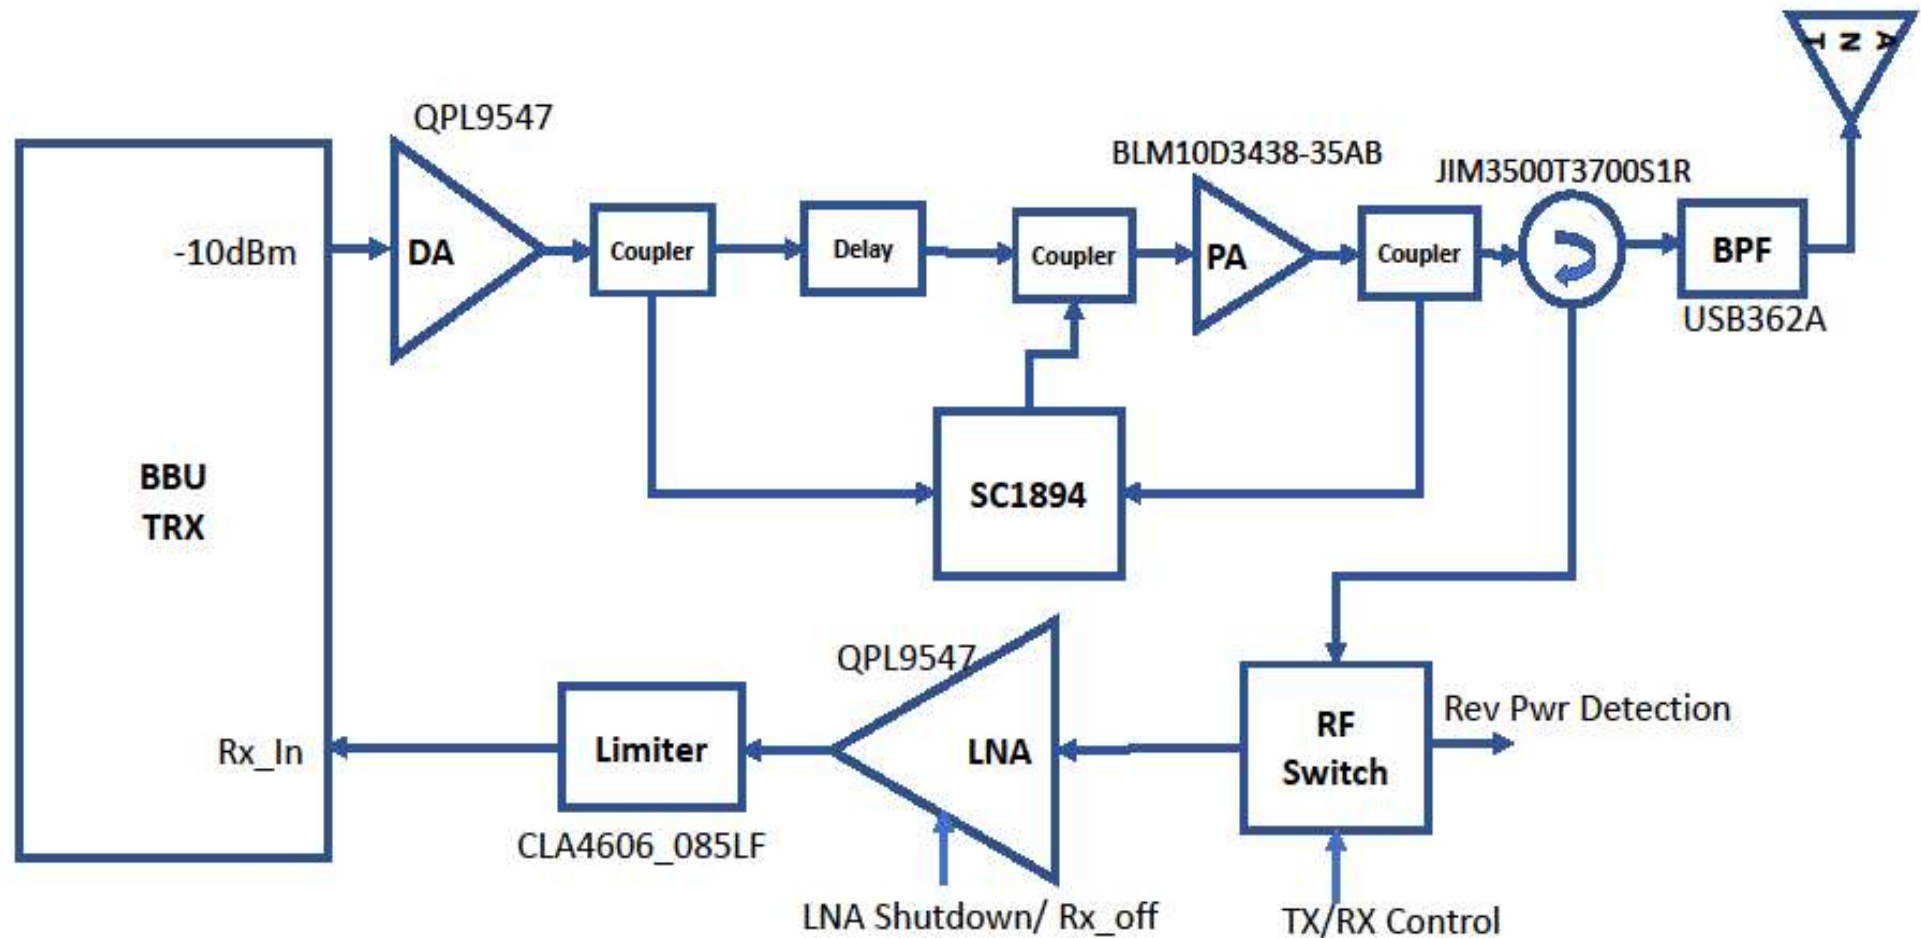 A
N
T
QPL9547
BLM10D3438-35AB
JIM3500T3700S1R
-10dBm
DA
Coupler
Delay
Coupler
PA
Coupler
BPF
USB362A
BBU
TRX
SC1894
QPL9547
Rev Pwr Detection
RF
Switch
Rx_In
Limiter
LNA
CLA4606_085LF
LNA Shutdown/ Rx_off
TX/RX Control